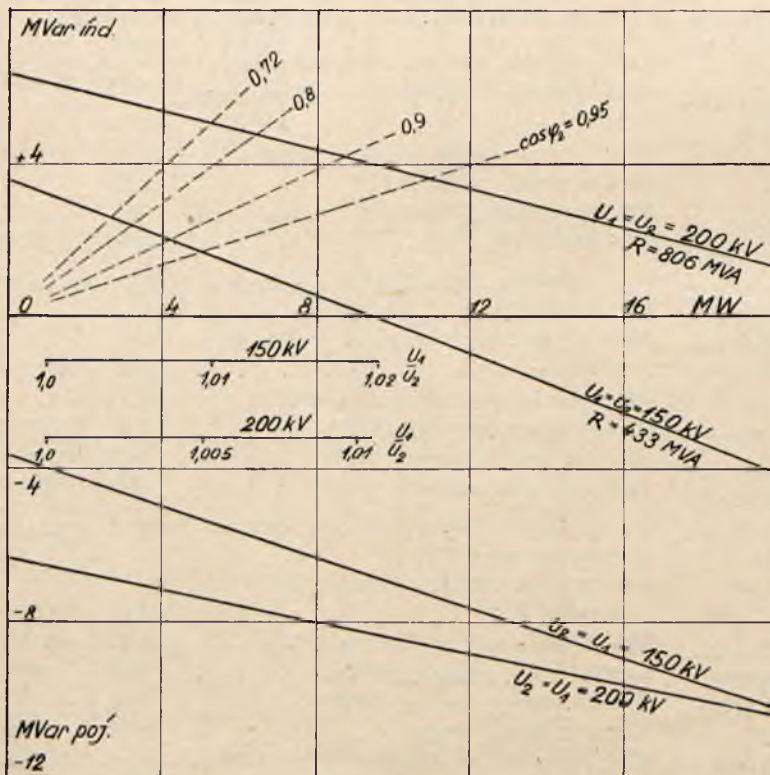 MVar ind.
0,72
0,8
0,9
cosφ₂=0,95
+4
U₁=U₂=200 kV
R=806 MVA
0 4 8 12 16 MW
150 kV
1,0 1,01 1,02 U₁/U₂
U₁=U₂=150 kV
R=433 MVA
200 kV
1,0 1,005 1,01 U₁/U₂
-4
-8
U₂=U₁=150 kV
U₂=U₁=200 kV
MVar poj.
-12